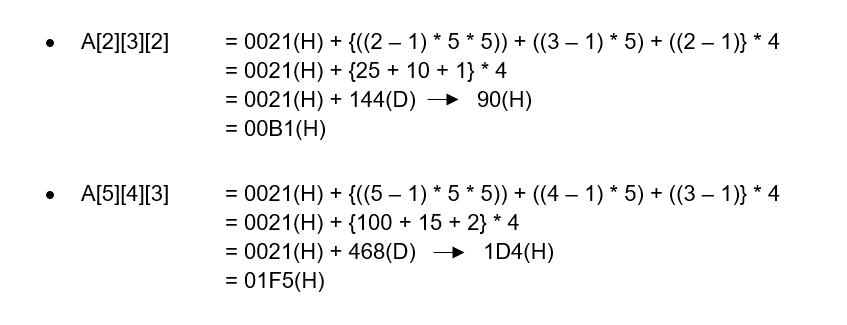 • A[2][3][2] = 0021(H) + {((2 – 1) * 5 * 5)) + ((3 – 1) * 5) + ((2 – 1)} * 4
= 0021(H) + {25 + 10 + 1} * 4
= 0021(H) + 144(D) → 90(H)
= 00B1(H)
• A[5][4][3] = 0021(H) + {((5 – 1) * 5 * 5)) + ((4 – 1) * 5) + ((3 – 1)} * 4
= 0021(H) + {100 + 15 + 2} * 4
= 0021(H) + 468(D) → 1D4(H)
= 01F5(H)